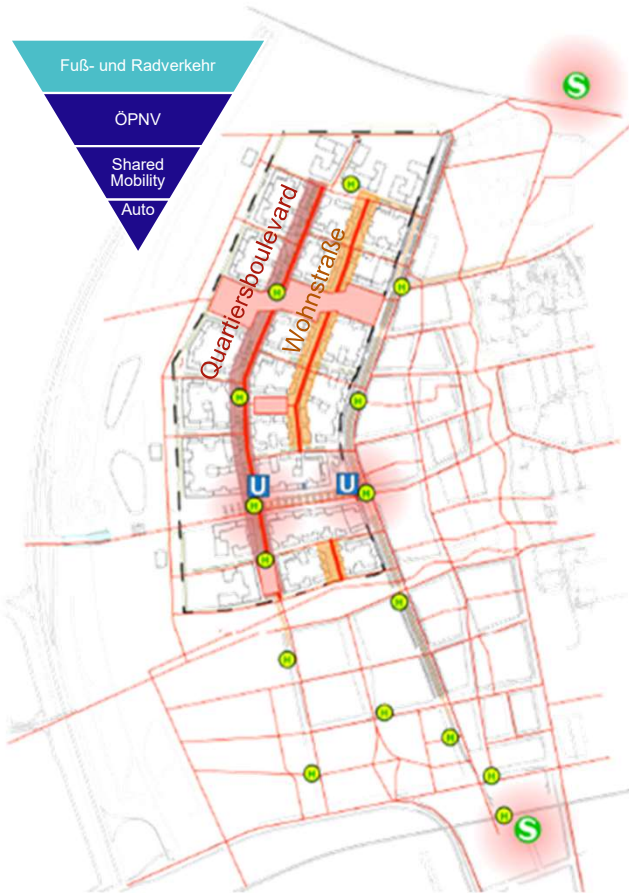 Fuß- und Radverkehr
ÖPNV
Shared
Mobility
Auto
S
H
Quartiersboulevard
Wohnstraße
H
H
H
H
U
U
H
H
H
H
H
H
H
H
H
H
S